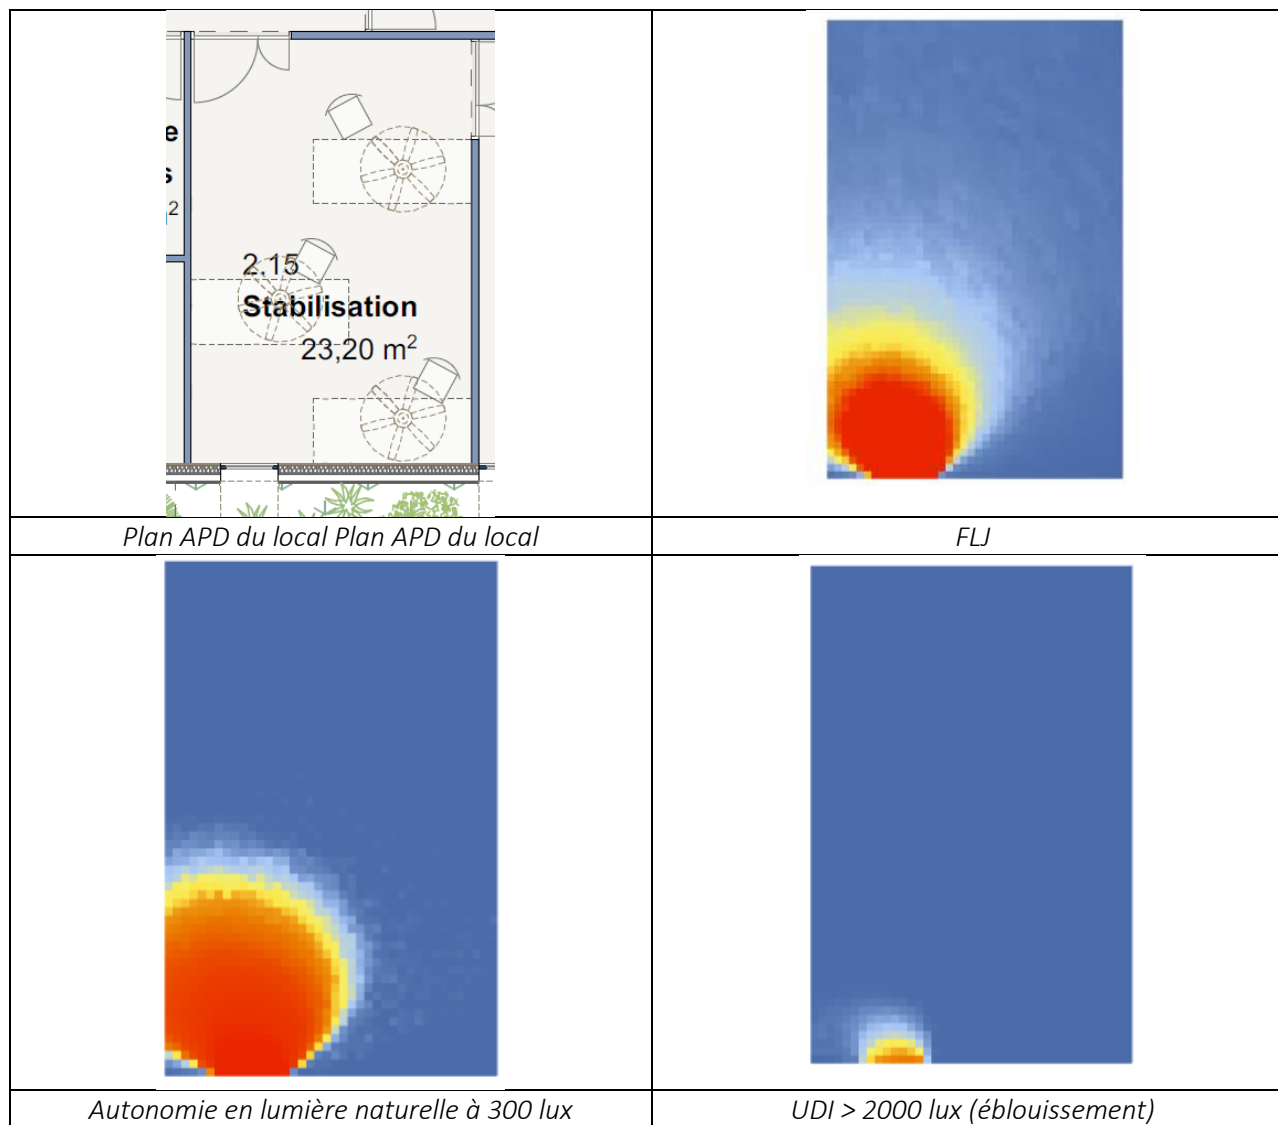 e
s
2
2.15
Stabilisation
23,20 m²
Plan APD du local Plan APD du local
FLJ
Autonomie en lumière naturelle à 300 lux
UDI > 2000 lux (éblouissement)